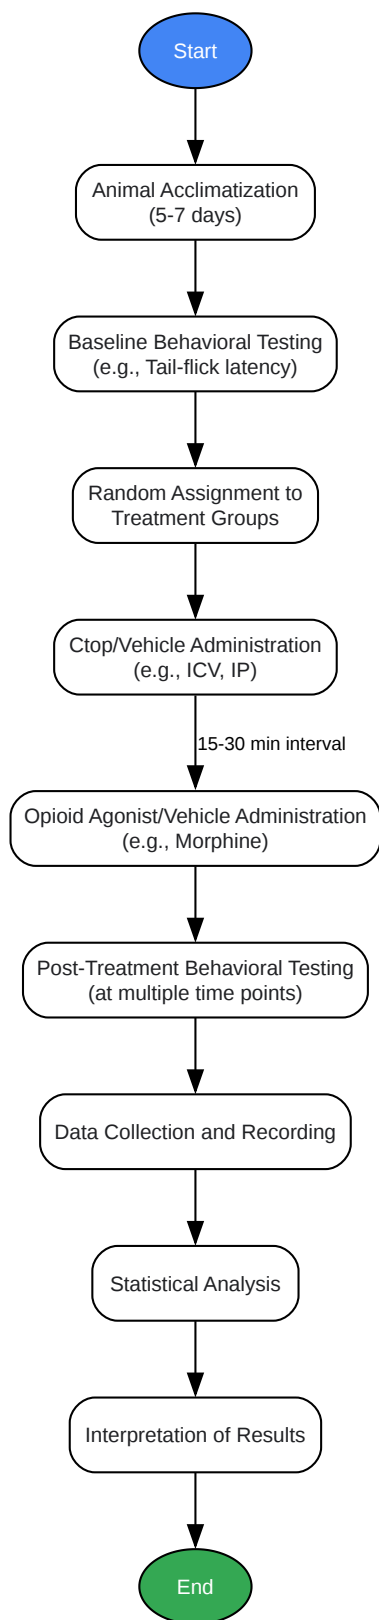 Start
Animal Acclimatization
(5-7 days)
Baseline Behavioral Testing
(e.g., Tail-flick latency)
Random Assignment to
Treatment Groups
Ctop/Vehicle Administration
(e.g., ICV, IP)
15-30 min interval
Opioid Agonist/Vehicle Administration
(e.g., Morphine)
Post-Treatment Behavioral Testing
(at multiple time points)
Data Collection and Recording
Statistical Analysis
Interpretation of Results
End